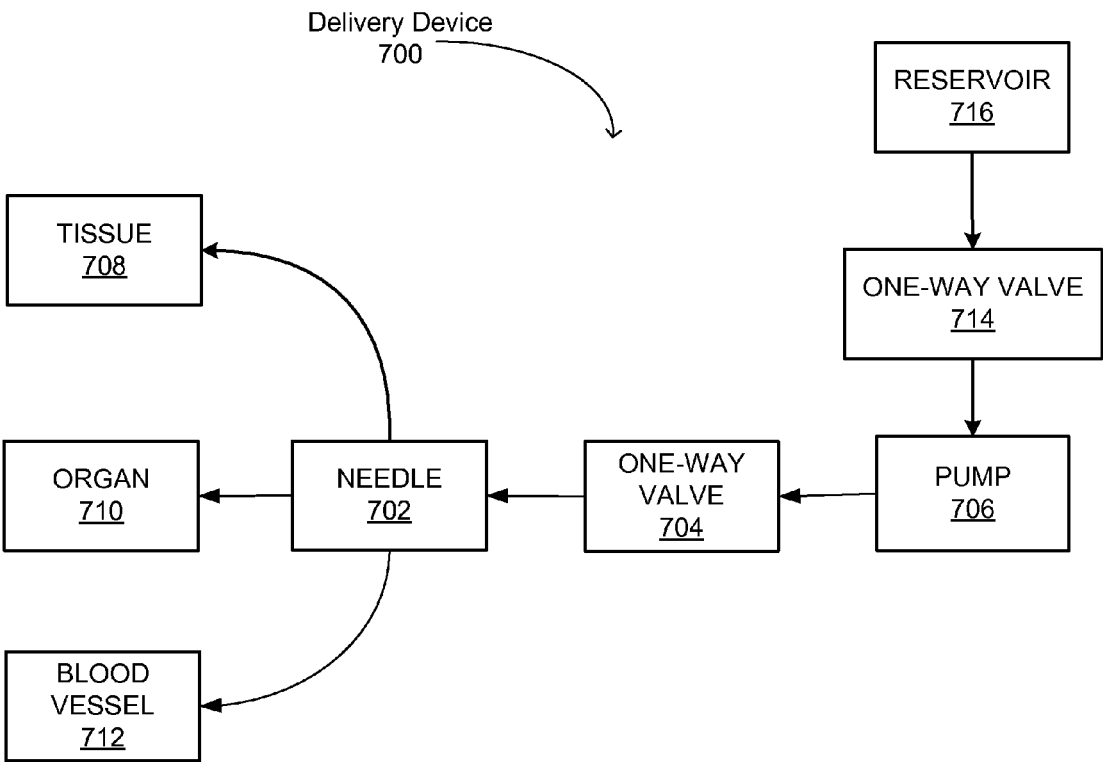 Delivery Device
700
RESERVOIR
716
TISSUE
708
ONE-WAY VALVE
714
ORGAN
710
NEEDLE
702
ONE-WAY
VALVE
704
PUMP
706
BLOOD
VESSEL
712